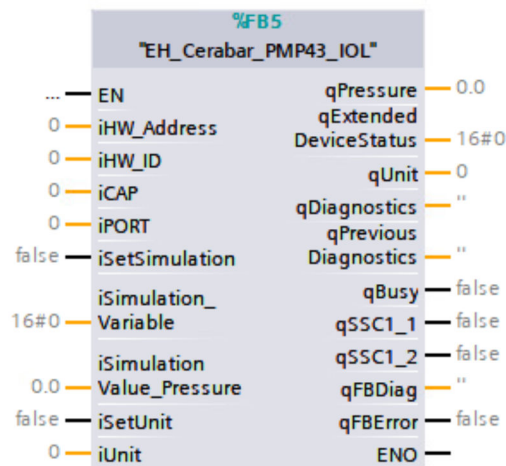 %FB5
"EH_Cerabar_PMP43_IOL"
... EN
qPressure 0.0
0 iHW_Address
qExtended
DeviceStatus 16#0
0 iHW_ID
qUnit 0
0 iCAP
qDiagnostics ''
0 iPORT
qPrevious
Diagnostics ''
false iSetSimulation
qBusy false
iSimulation_
16#0 Variable
qSSC1_1 false
qSSC1_2 false
iSimulation
0.0 Value_Pressure
qFBDiag ''
false iSetUnit
qFBError false
0 iUnit
ENO